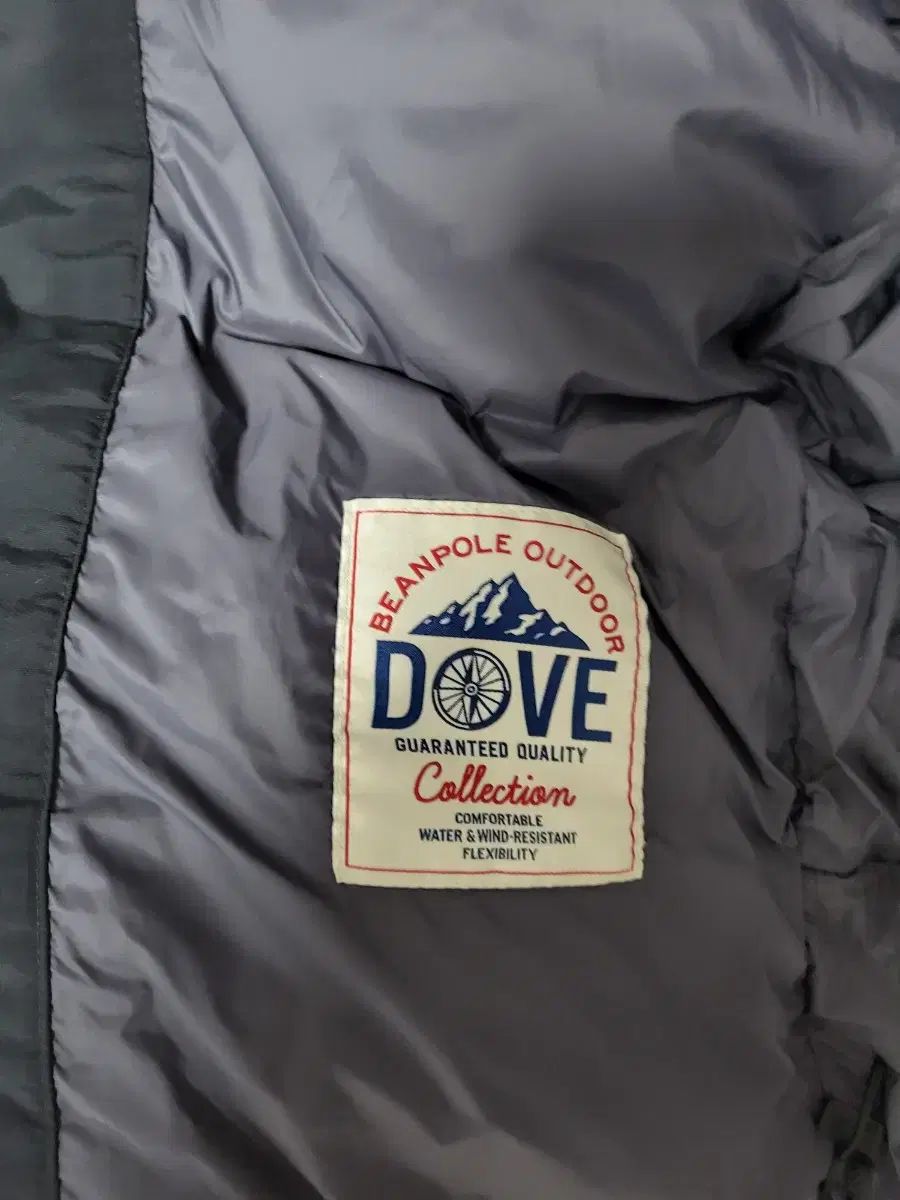 BEANPOLE OUTDOOR
DOVE
GUARANTEED QUALITY
Collection
COMFORTABLE
WATER & WIND-RESISTANT
FLEXIBILITY